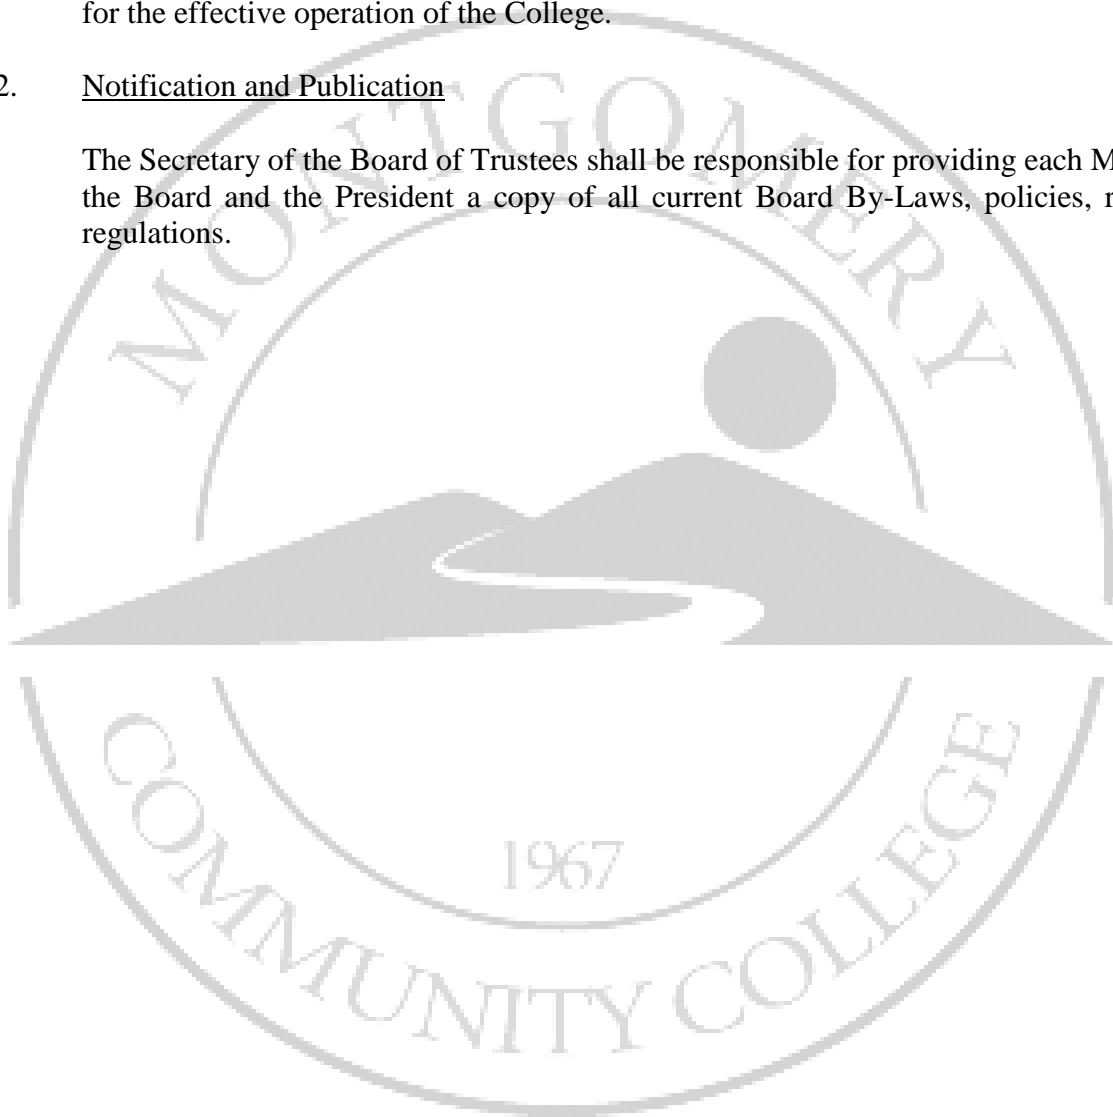 for the effective operation of the College.
2. Notification and Publication
The Secretary of the Board of Trustees shall be responsible for providing each M
the Board and the President a copy of all current Board By-Laws, policies, r
regulations.
MONTGOMERY
1967
COMMUNITY COLLEGE